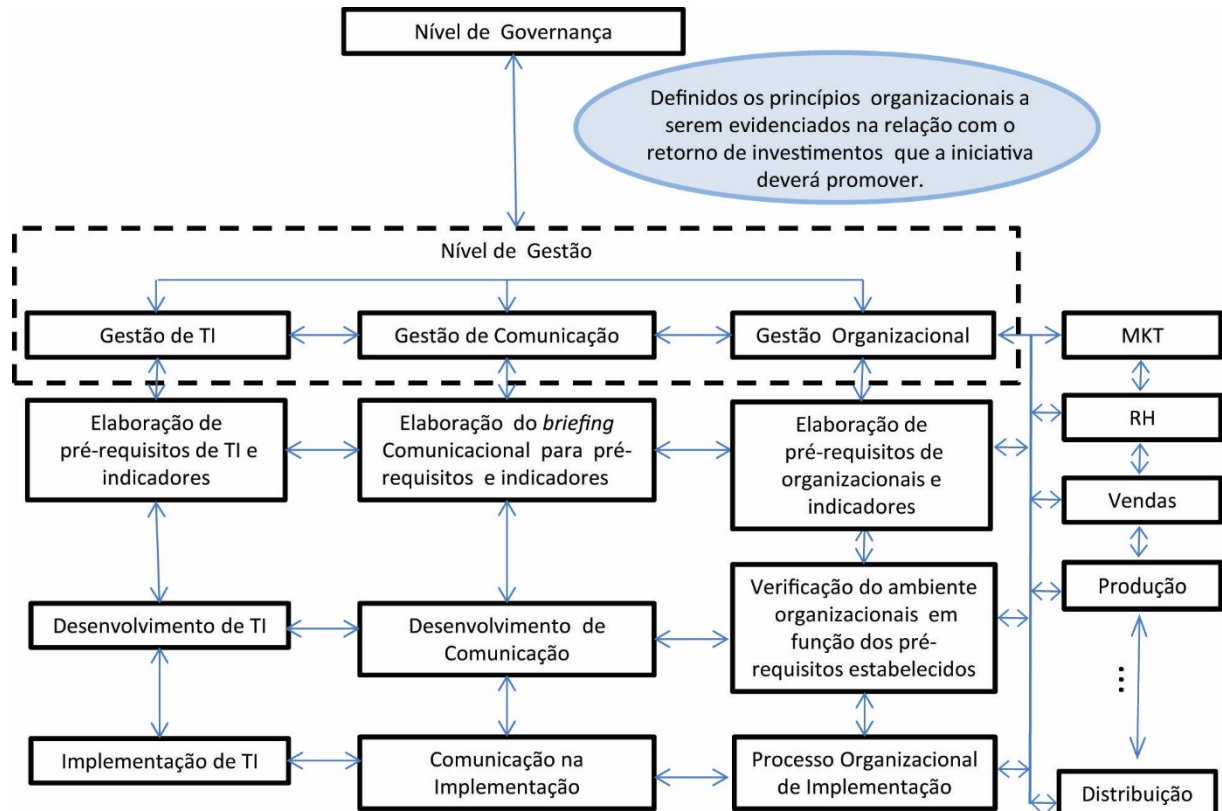 Nível de Governança
Definidos os princípios organizacionais a
serem evidenciados na relação com o
retorno de investimentos que a iniciativa
deverá promover.
Nível de Gestão
Gestão de TI
Gestão de Comunicação
Gestão Organizacional
MKT
Elaboração de
pré-requisitos de TI e
indicadores
Elaboração do briefing
Comunicacional para pré-
requisitos e indicadores
Elaboração de
pré-requisitos de
organizacionais e
indicadores
RH
Vendas
Produção
Desenvolvimento de TI
Desenvolvimento de
Comunicação
Verificação do ambiente
organizacionais em
função dos pré-
requisitos estabelecidos
...
Implementação de TI
Comunicação na
Implementação
Processo Organizacional
de Implementação
Distribuição